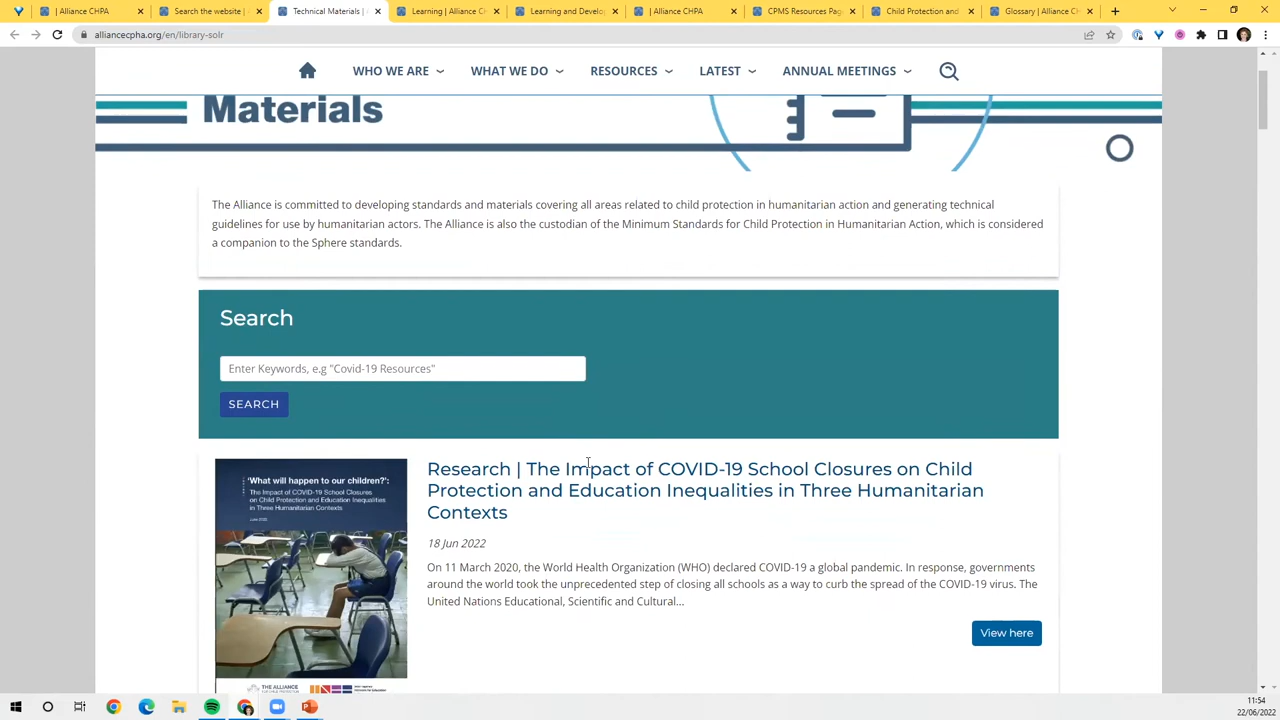 Alliance CHPA
Search the website |
Technical Materials |
Learning | Alliance C
Learning and Develo
| Alliance CHPA
CPMS Resources Pag
Child Protection and
Glossary | Alliance C
alliancecpha.org/en/library-solr
WHO WE ARE
WHAT WE DO
RESOURCES
LATEST
ANNUAL MEETINGS
Materials
The Alliance is committed to developing standards and materials covering all areas related to child protection in humanitarian action and generating technical
guidelines for use by humanitarian actors. The Alliance is also the custodian of the Minimum Standards for Child Protection in Humanitarian Action, which is considered
a companion to the Sphere standards.
Search
Enter Keywords, e.g "Covid-19 Resources"
SEARCH
'What will happen to our children?':
The Impact of COVID-19 School Closures
on Child Protection and Education Inequalities
in Three Humanitarian Contexts
THE ALLIANCE
Research | The Impact of COVID-19 School Closures on Child
Protection and Education Inequalities in Three Humanitarian
Contexts
18 Jun 2022
On 11 March 2020, the World Health Organization (WHO) declared COVID-19 a global pandemic. In response, governments
around the world took the unprecedented step of closing all schools as a way to curb the spread of the COVID-19 virus. The
United Nations Educational, Scientific and Cultural...
View here
11:54
22/06/2022